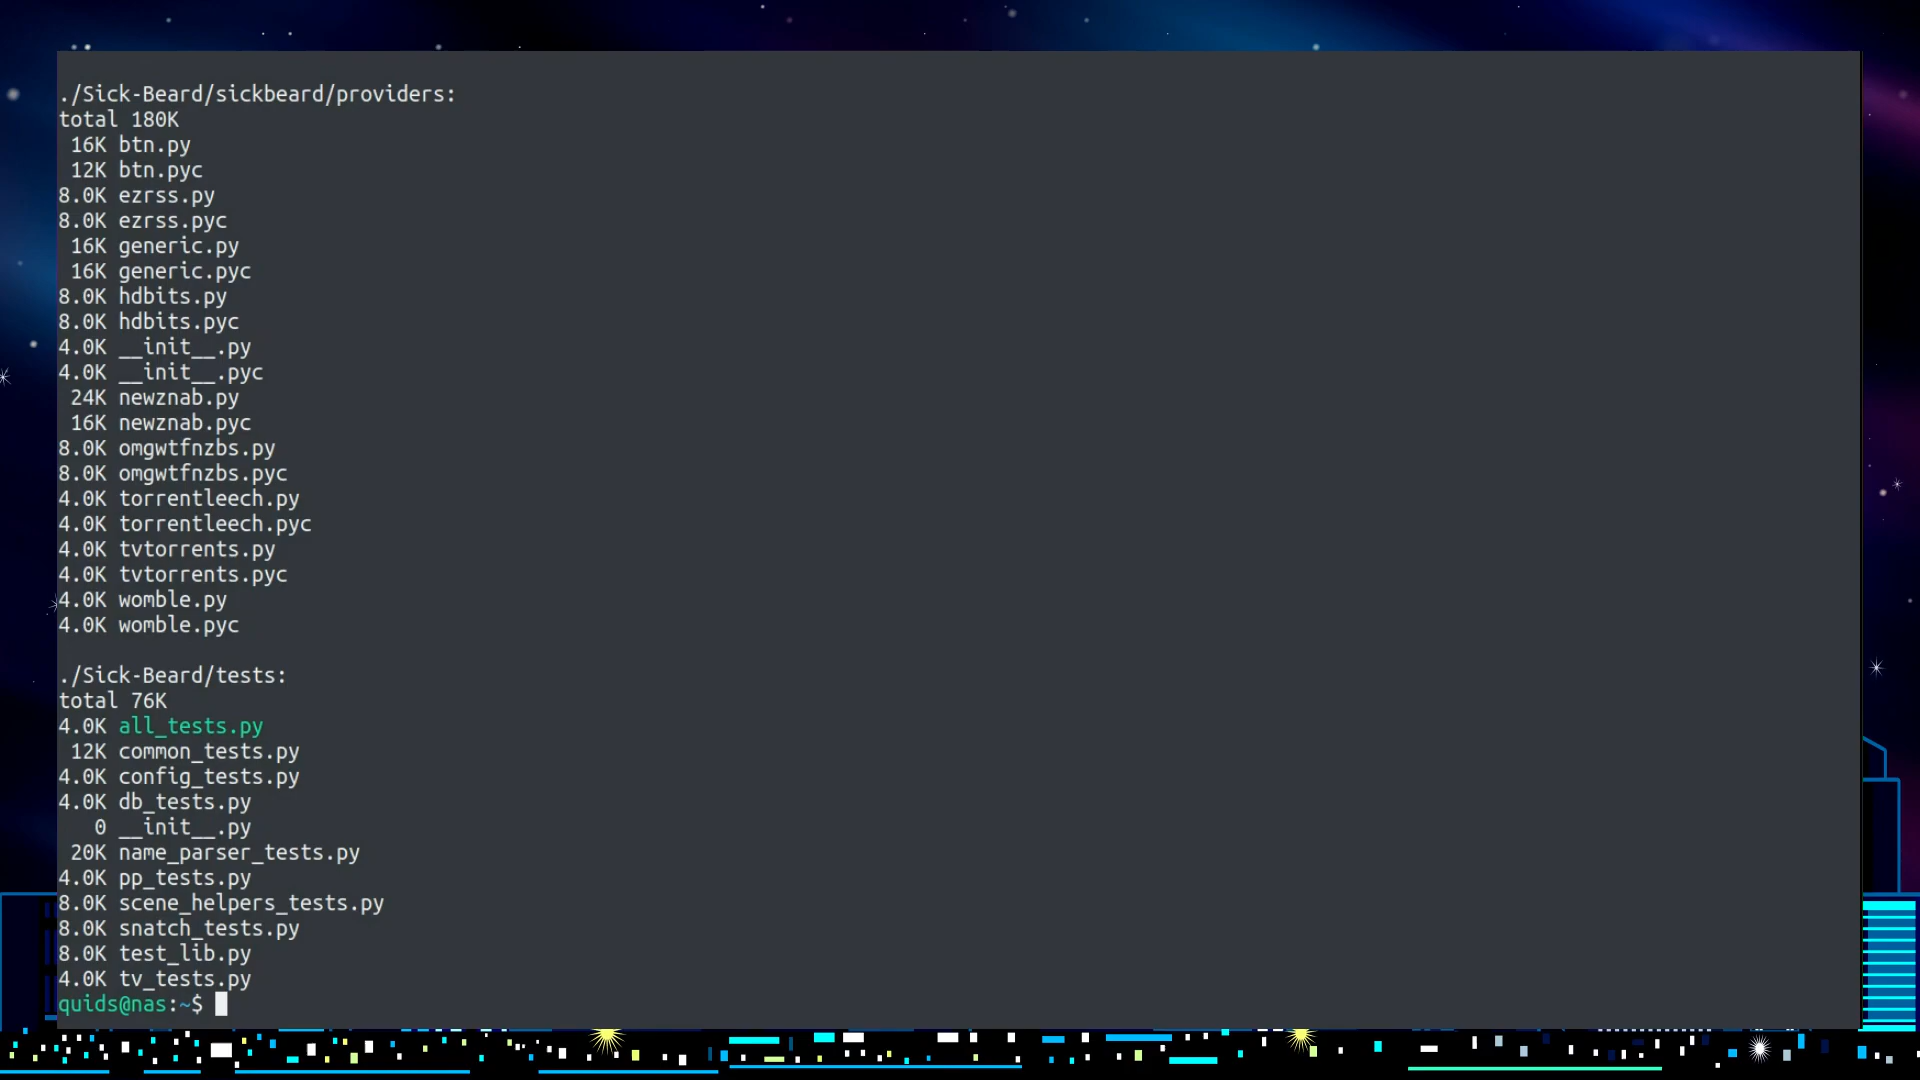 ./Sick-Beard/sickbeard/providers:
total 180K
 16K btn.py
 12K btn.pyc
8.0K ezrss.py
8.0K ezrss.pyc
 16K generic.py
 16K generic.pyc
8.0K hdbits.py
8.0K hdbits.pyc
4.0K __init__.py
4.0K __init__.pyc
 24K newznab.py
 16K newznab.pyc
8.0K omgwtfnzbs.py
8.0K omgwtfnzbs.pyc
4.0K torrentleech.py
4.0K torrentleech.pyc
4.0K tvtorrents.py
4.0K tvtorrents.pyc
4.0K womble.py
4.0K womble.pyc

./Sick-Beard/tests:
total 76K
4.0K all_tests.py
 12K common_tests.py
4.0K config_tests.py
4.0K db_tests.py
   0 __init__.py
 20K name_parser_tests.py
4.0K pp_tests.py
8.0K scene_helpers_tests.py
8.0K snatch_tests.py
8.0K test_lib.py
4.0K tv_tests.py
quids@nas:~$